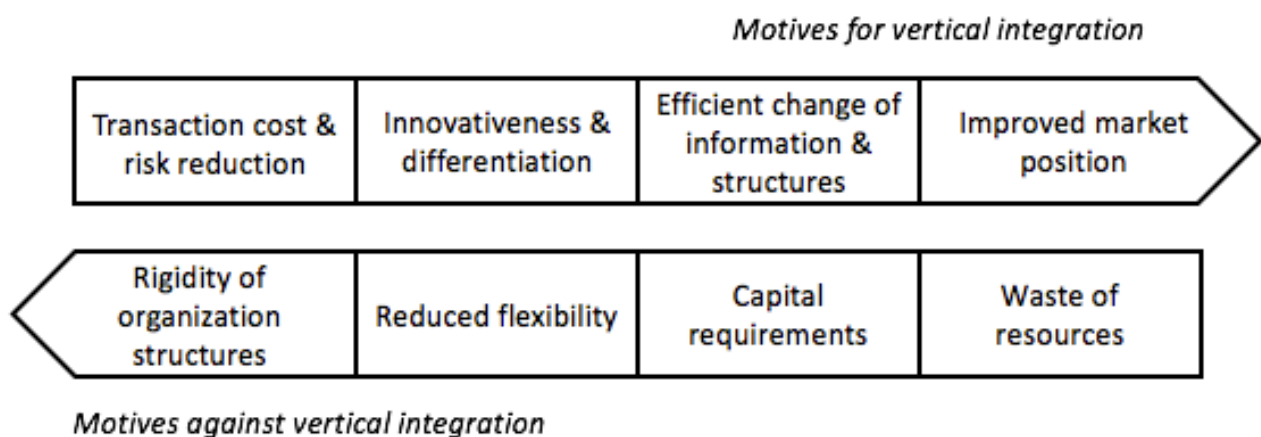 Motives for vertical integration
Transaction cost &
risk reduction
Innovativeness &
differentiation
Efficient change of
information &
structures
Improved market
position
Rigidity of
organization
structures
Reduced flexibility
Capital
requirements
Waste of
resources
Motives against vertical integration